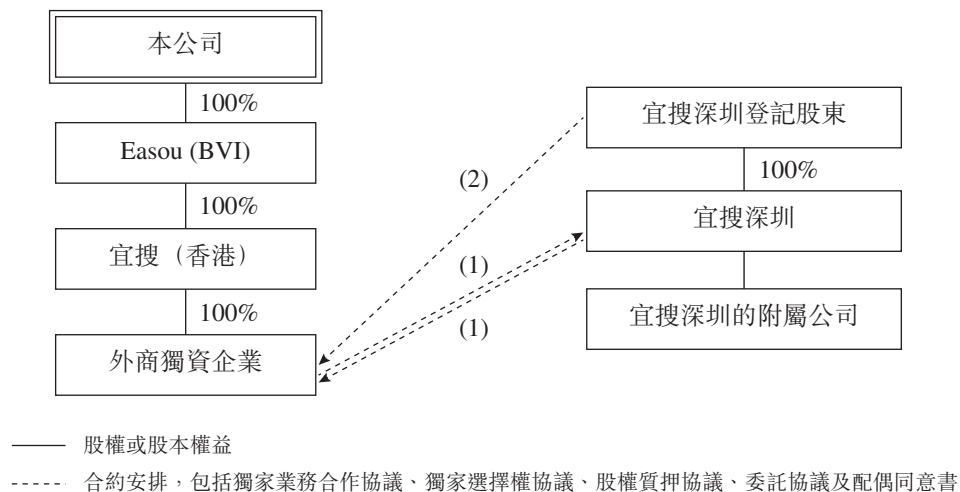 本公司
100%
Easou (BVI)
100%
宜搜（香港）
100%
外商獨資企業
(2)
(1)
(1)
宜搜深圳登記股東
100%
宜搜深圳
宜搜深圳的附屬公司
股權或股本權益
合約安排，包括獨家業務合作協議、獨家選擇權協議、股權質押協議、委託協議及配偶同意書